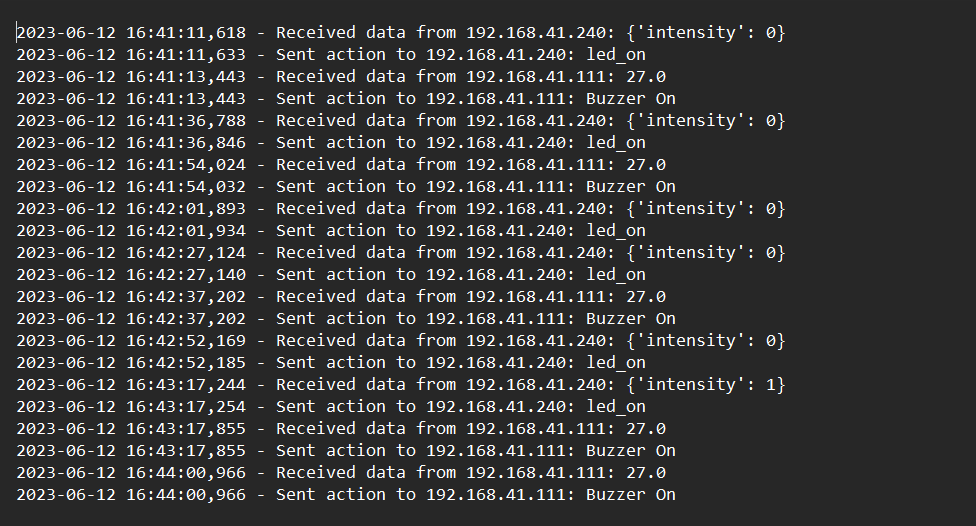 2023-06-12 16:41:11,618 - Received data from 192.168.41.240: {'intensity': 0}
2023-06-12 16:41:11,633 - Sent action to 192.168.41.240: led_on
2023-06-12 16:41:13,443 - Received data from 192.168.41.111: 27.0
2023-06-12 16:41:13,443 - Sent action to 192.168.41.111: Buzzer On
2023-06-12 16:41:36,788 - Received data from 192.168.41.240: {'intensity': 0}
2023-06-12 16:41:36,846 - Sent action to 192.168.41.240: led_on
2023-06-12 16:41:54,024 - Received data from 192.168.41.111: 27.0
2023-06-12 16:41:54,032 - Sent action to 192.168.41.111: Buzzer On
2023-06-12 16:42:01,893 - Received data from 192.168.41.240: {'intensity': 0}
2023-06-12 16:42:01,934 - Sent action to 192.168.41.240: led_on
2023-06-12 16:42:27,124 - Received data from 192.168.41.240: {'intensity': 0}
2023-06-12 16:42:27,140 - Sent action to 192.168.41.240: led_on
2023-06-12 16:42:37,202 - Received data from 192.168.41.111: 27.0
2023-06-12 16:42:37,202 - Sent action to 192.168.41.111: Buzzer On
2023-06-12 16:42:52,169 - Received data from 192.168.41.240: {'intensity': 0}
2023-06-12 16:42:52,185 - Sent action to 192.168.41.240: led_on
2023-06-12 16:43:17,244 - Received data from 192.168.41.240: {'intensity': 1}
2023-06-12 16:43:17,254 - Sent action to 192.168.41.240: led_on
2023-06-12 16:43:17,855 - Received data from 192.168.41.111: 27.0
2023-06-12 16:43:17,855 - Sent action to 192.168.41.111: Buzzer On
2023-06-12 16:44:00,966 - Received data from 192.168.41.111: 27.0
2023-06-12 16:44:00,966 - Sent action to 192.168.41.111: Buzzer On